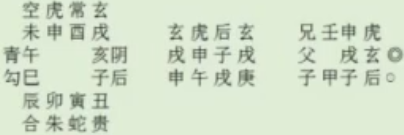 空虎常玄
未申酉戌 玄虎后玄 兄壬申虎
青午 亥阴 戌申子戌 父 戌玄◎
勾巳 子后 申午戌庚 子甲子后○
辰卯寅丑
合朱蛇贵